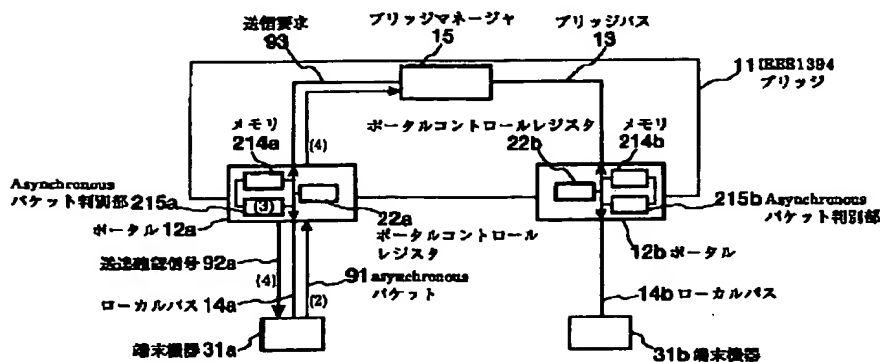 送信要求
93
ブリッジマネージャ
15
ブリッジバス
13
11 IEEE1394
ブリッジ
メモリ
214a
(4)
ポータルコントロールレジスタ
22b
メモリ
214b
Asynchronous
パケット判別部 215a
(3)
ポータル 12a
22a
ポータルコントロール
レジスタ
215b Asynchronous
パケット判別部
12b ポータル
送達確認信号 92a
(4)
91 asynchronous
パケット
ローカルバス 14a
(2)
14b ローカルバス
端末機器 31a
31b 端末機器